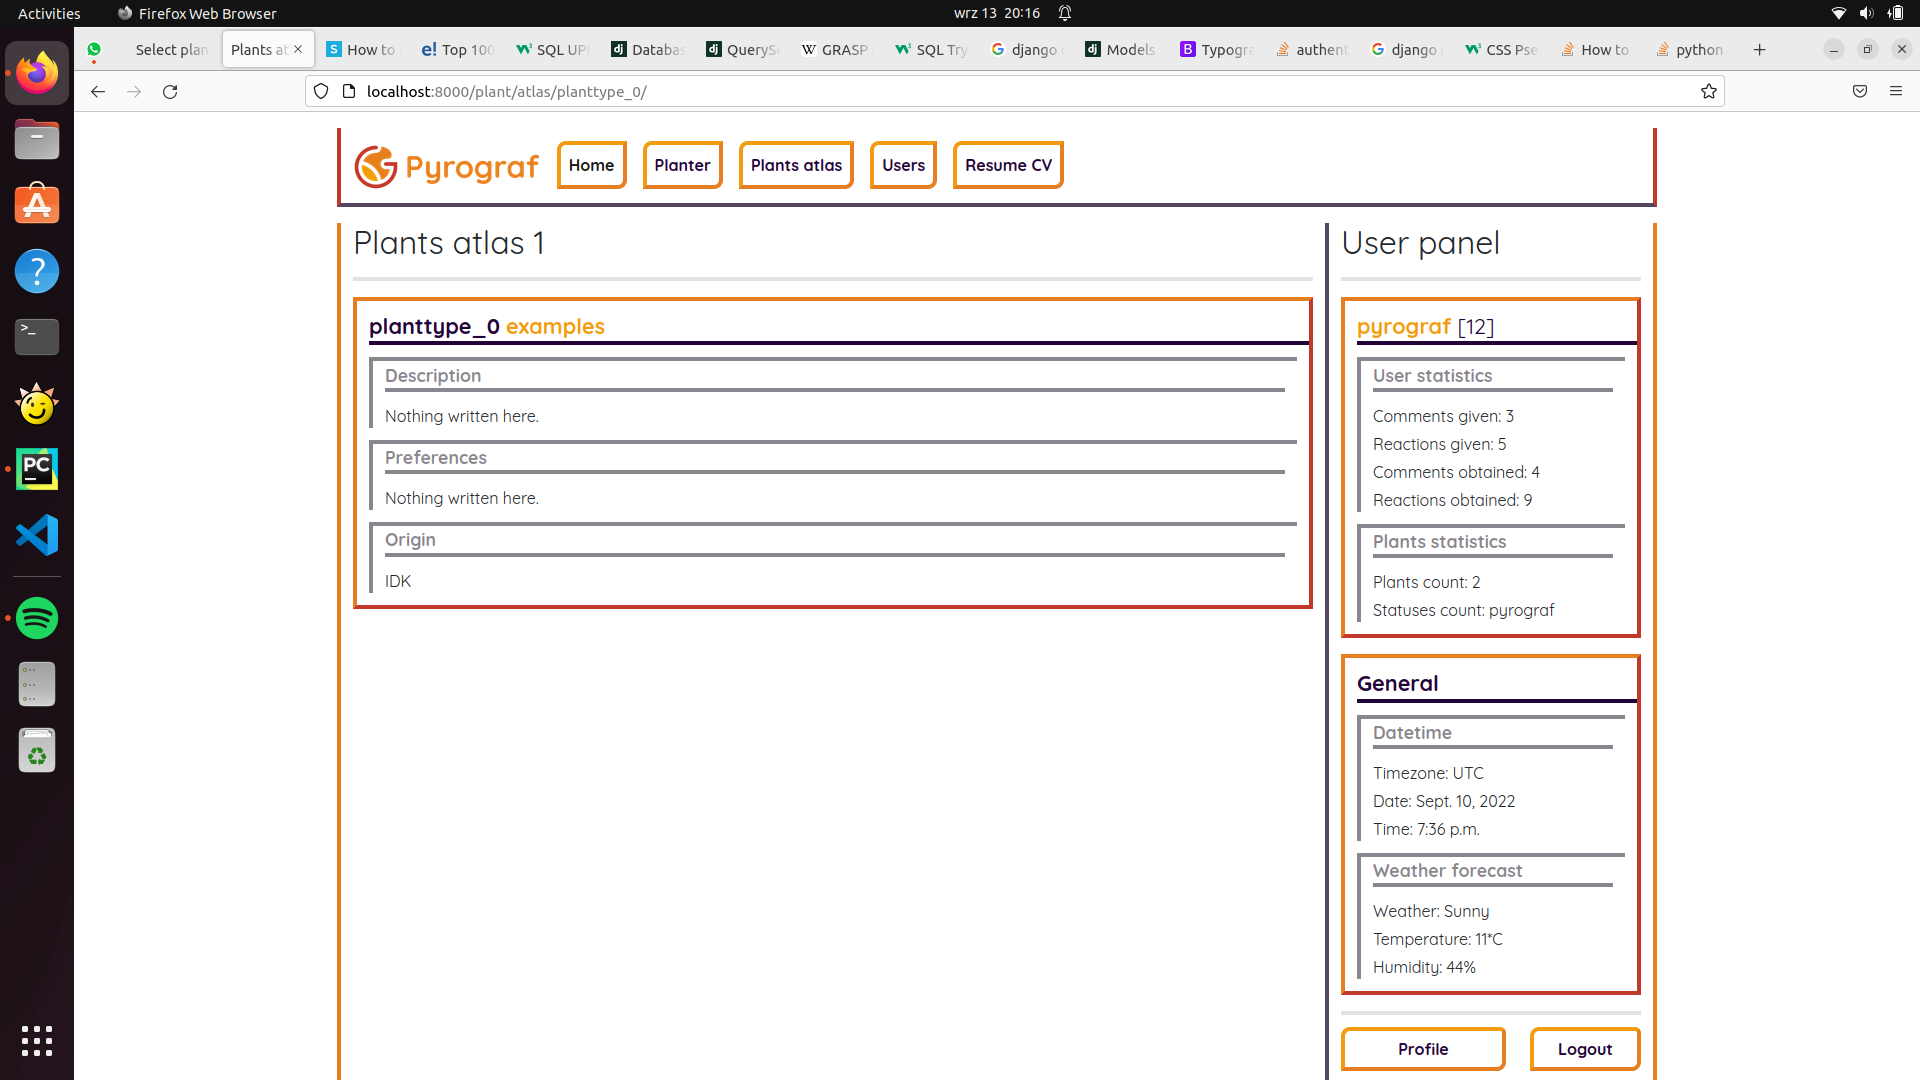 Activities
Firefox Web Browser
wrz 13 20:16
Select plan
Plants at
How to
Top 100
SQL UP
Databas
QuerySe
GRASP
SQL Try
django
Models
Typogra
authent
django
CSS Pse
How to
python
localhost:8000/plant/atlas/planttype_0/
Pyrograf
Home
Planter
Plants atlas
Users
Resume CV
Plants atlas 1
planttype_0 examples
Description
Nothing written here.
Preferences
Nothing written here.
Origin
IDK
User panel
pyrograf [12]
User statistics
Comments given: 3
Reactions given: 5
Comments obtained: 4
Reactions obtained: 9
Plants statistics
Plants count: 2
Statuses count: pyrograf
General
Datetime
Timezone: UTC
Date: Sept. 10, 2022
Time: 7:36 p.m.
Weather forecast
Weather: Sunny
Temperature: 11*C
Humidity: 44%
Profile
Logout